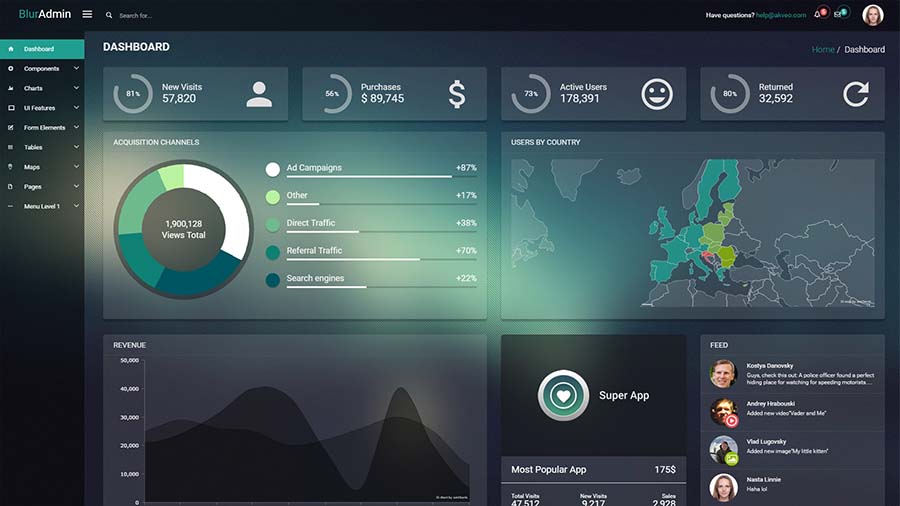 BlurAdmin
Search for...
Have questions? help@akveo.com
5
5
Dashboard
Components
Charts
UI Features
Form Elements
Tables
Maps
Pages
Menu Level 1
DASHBOARD
Home / Dashboard
81%
New Visits
57,820
56%
Purchases
$ 89,745
$
73%
Active Users
178,391
80%
Returned
32,592
ACQUISITION CHANNELS
1,900,128
Views Total
Ad Campaigns +87%
Other +17%
Direct Traffic +38%
Referral Traffic +70%
Search engines +22%
USERS BY COUNTRY
REVENUE
50,000
40,000
30,000
20,000
10,000
0
JS chart by amCharts
Super App
Most Popular App 175$
Total Visits New Visits Sales
47,512 9,217 2,928
FEED
Kostya Danovsky
Guys, check this out: A police officer found a perfect
hiding place for watching for speeding motorists....
Andrey Hrabouski
Added new video"Vader and Me"
Vlad Lugovsky
Added new image"My little kitten"
Nasta Linnie
Haha lol